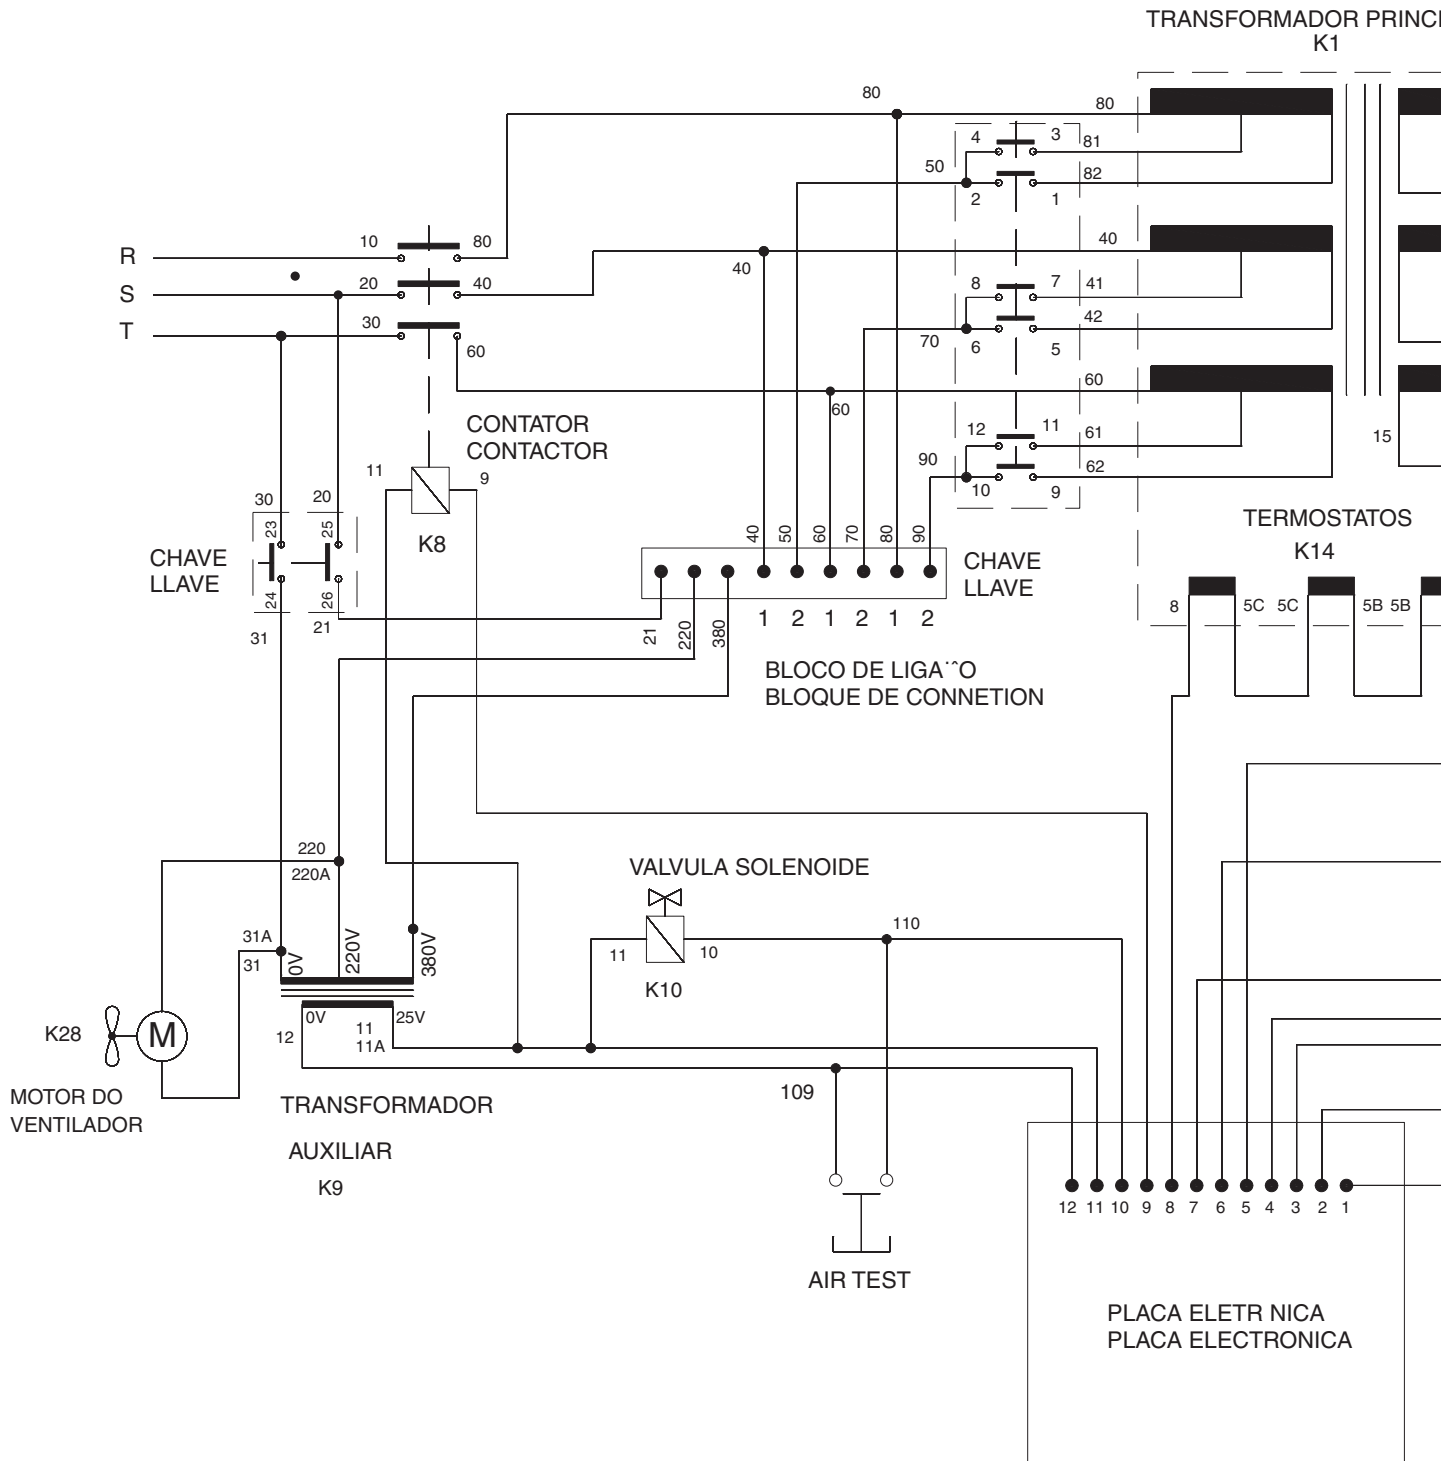 TRANSFORMADOR PRINCI
K1
80
80
4
3
81
50
82
2
1
R
10
80
40
40
S
20
40
8
7
41
42
T
30
60
70
6
5
60
60
CONTATOR
CONTACTOR
12
11
61
15
11
9
90
62
10
9
30
20
23
25
K8
40
50
60
70
80
90
TERMOSTATOS
K14
CHAVE
LLAVE
CHAVE
LLAVE
24
26
31
21
21
220
380
1 2 1 2 1 2
8
5C
5C
5B
5B
BLOCO DE LIGA¨ˆO
BLOQUE DE CONNETION
220
220A
VALVULA SOLENOIDE
31A
31
0V
220V
380V
11
10
110
K10
K28
M
12
0V
11
11A
25V
MOTOR DO
VENTILADOR
109
TRANSFORMADOR
AUXILIAR
K9
12 11 10 9 8 7 6 5 4 3 2 1
AIR TEST
PLACA ELETR NICA
PLACA ELECTRONICA